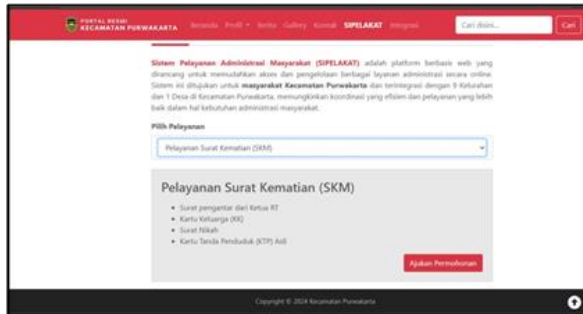 PORTAL RESMI
KECAMATAN PURWAKARTA
Beranda Profil Berita Gallery Kontak SIPELAKAT Integrasi
Cari disini...
Cari
Sistem Pelayanan Administrasi Masyarakat (SIPELAKAT) adalah platform berbasis web yang
dirancang untuk memudahkan akses dan pengelolaan berbagai layanan administrasi secara online.
Sistem ini ditujukan untuk masyarakat Kecamatan Purwakarta dan terintegrasi dengan 9 Kelurahan
dan 1 Desa di Kecamatan Purwakarta, memungkinkan koordinasi yang efisien dan pelayanan yang lebih
baik dalam hal kebutuhan administrasi masyarakat.
Pilih Pelayanan
Pelayanan Surat Kematian (SKM)
Pelayanan Surat Kematian (SKM)
Surat pengantar dari Ketua RT
Kartu Keluarga (KK)
Surat Nikah
Kartu Tanda Penduduk (KTP) Asli
Ajukan Permohonan
Copyright © 2024 Kecamatan Purwakarta